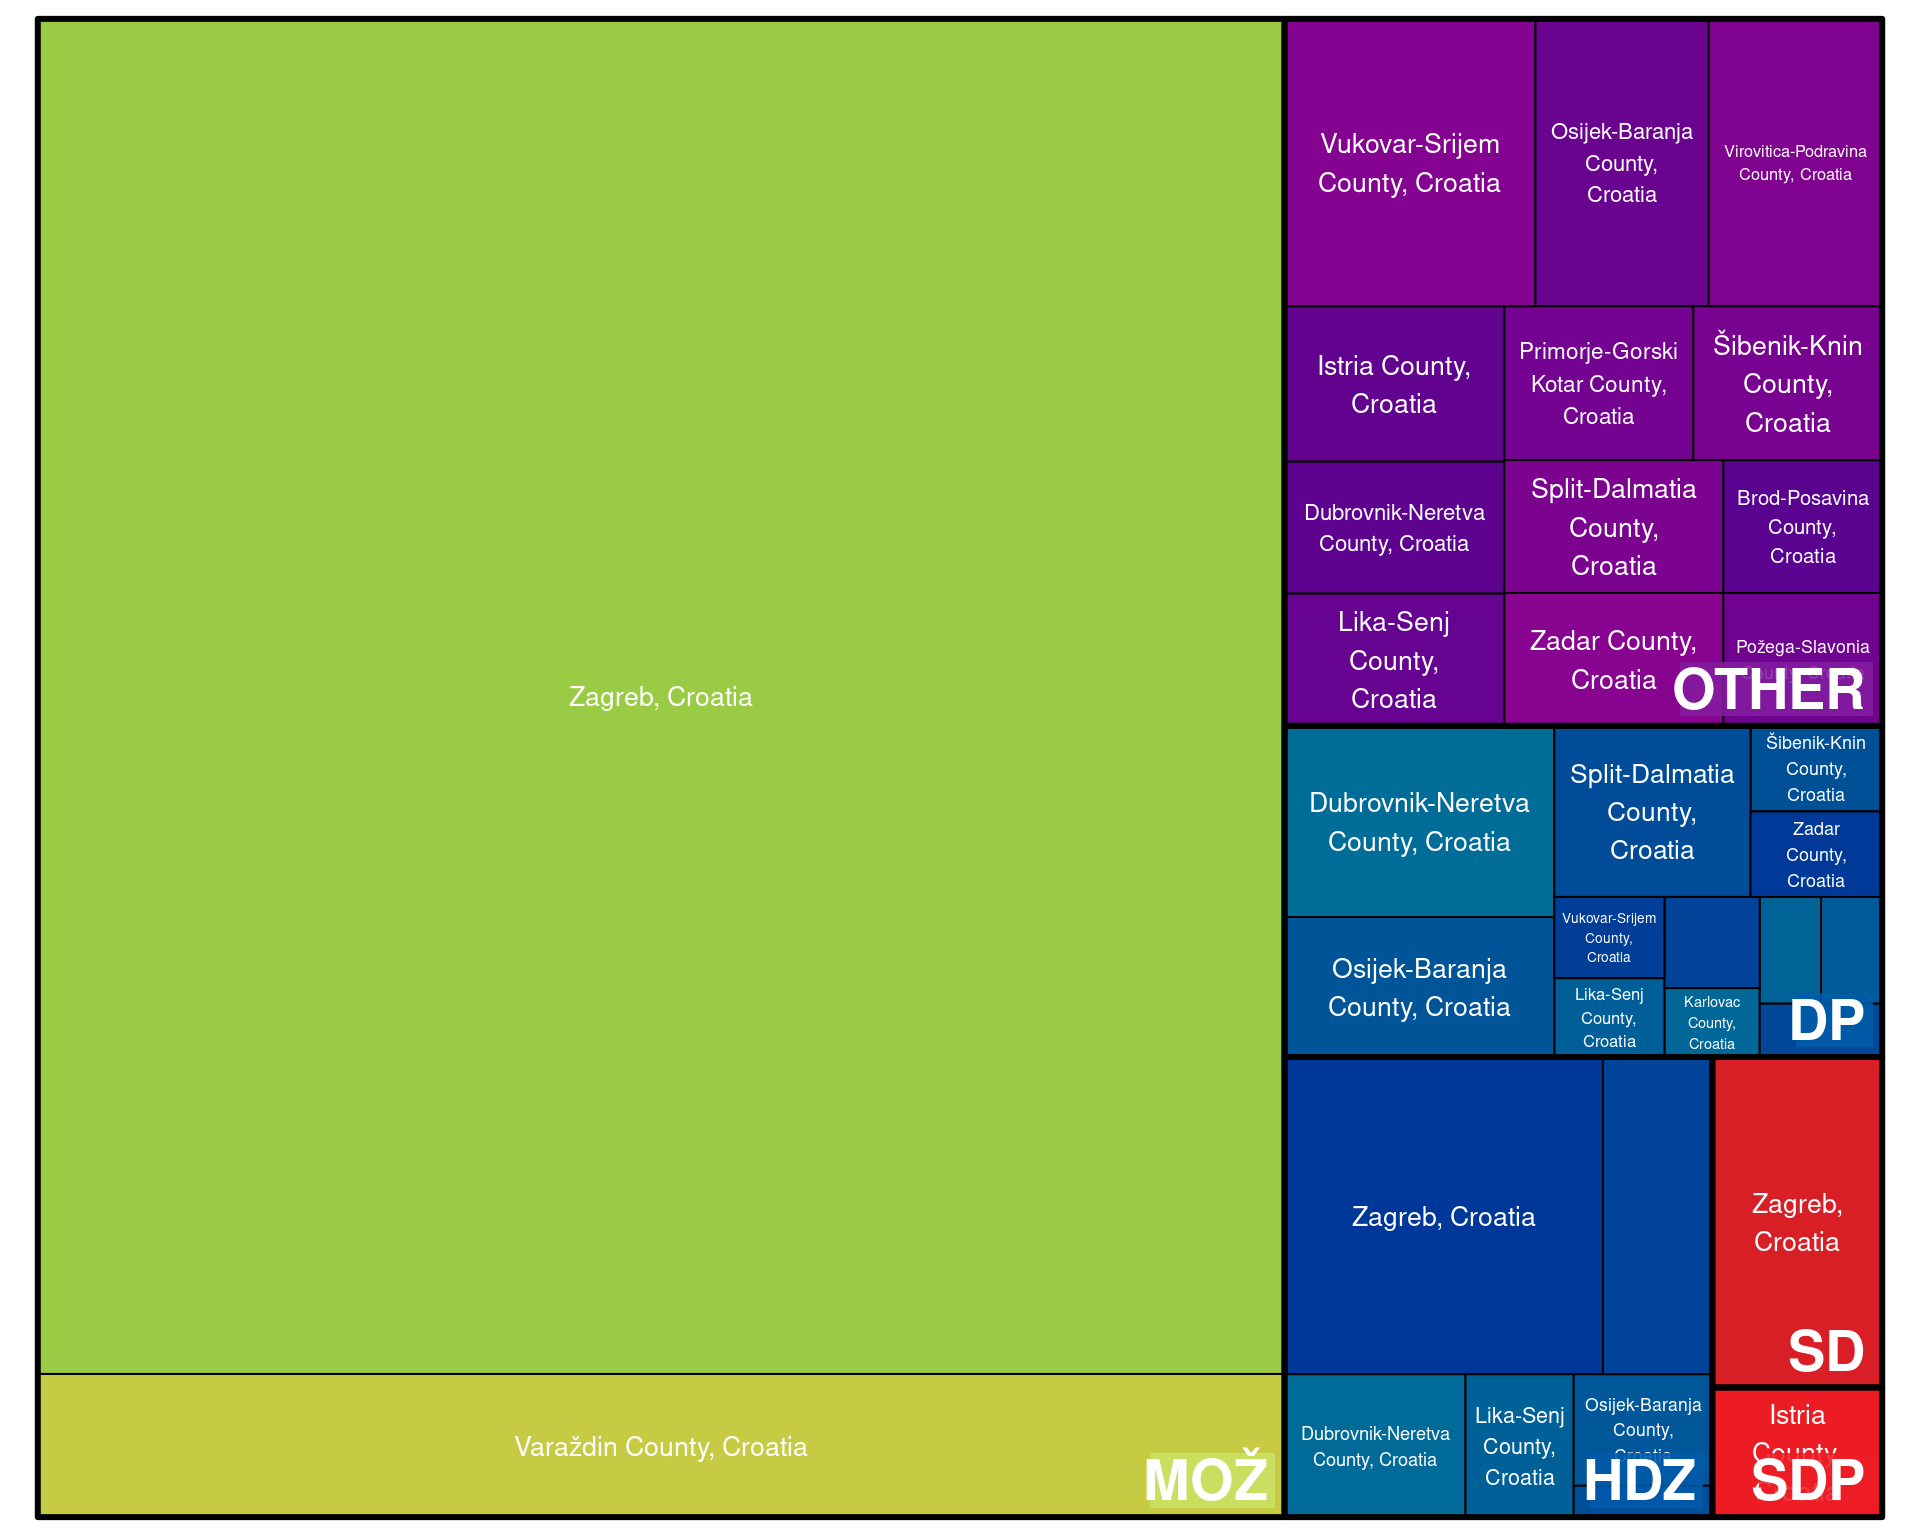 Zagreb, Croatia
Varaždin County, Croatia
MOŽ
Vukovar-Srijem
County, Croatia
Osijek-Baranja
County,
Croatia
Virovitica-Podravina
County, Croatia
Istria County,
Croatia
Primorje-Gorski
Kotar County,
Croatia
Šibenik-Knin
County,
Croatia
Dubrovnik-Neretva
County, Croatia
Split-Dalmatia
County,
Croatia
Brod-Posavina
County,
Croatia
Lika-Senj
County,
Croatia
Zadar County,
Croatia
Požega-Slavonia
OTHER
Dubrovnik-Neretva
County, Croatia
Split-Dalmatia
County,
Croatia
Šibenik-Knin
County,
Croatia
Zadar
County,
Croatia
Osijek-Baranja
County, Croatia
Vukovar-Srijem
County,
Croatia
Lika-Senj
County,
Croatia
Karlovac
County,
Croatia
DP
Zagreb, Croatia
Dubrovnik-Neretva
County, Croatia
Lika-Senj
County,
Croatia
Osijek-Baranja
County,
Croatia
HDZ
Zagreb,
Croatia
SD
Istria
County,
SDP